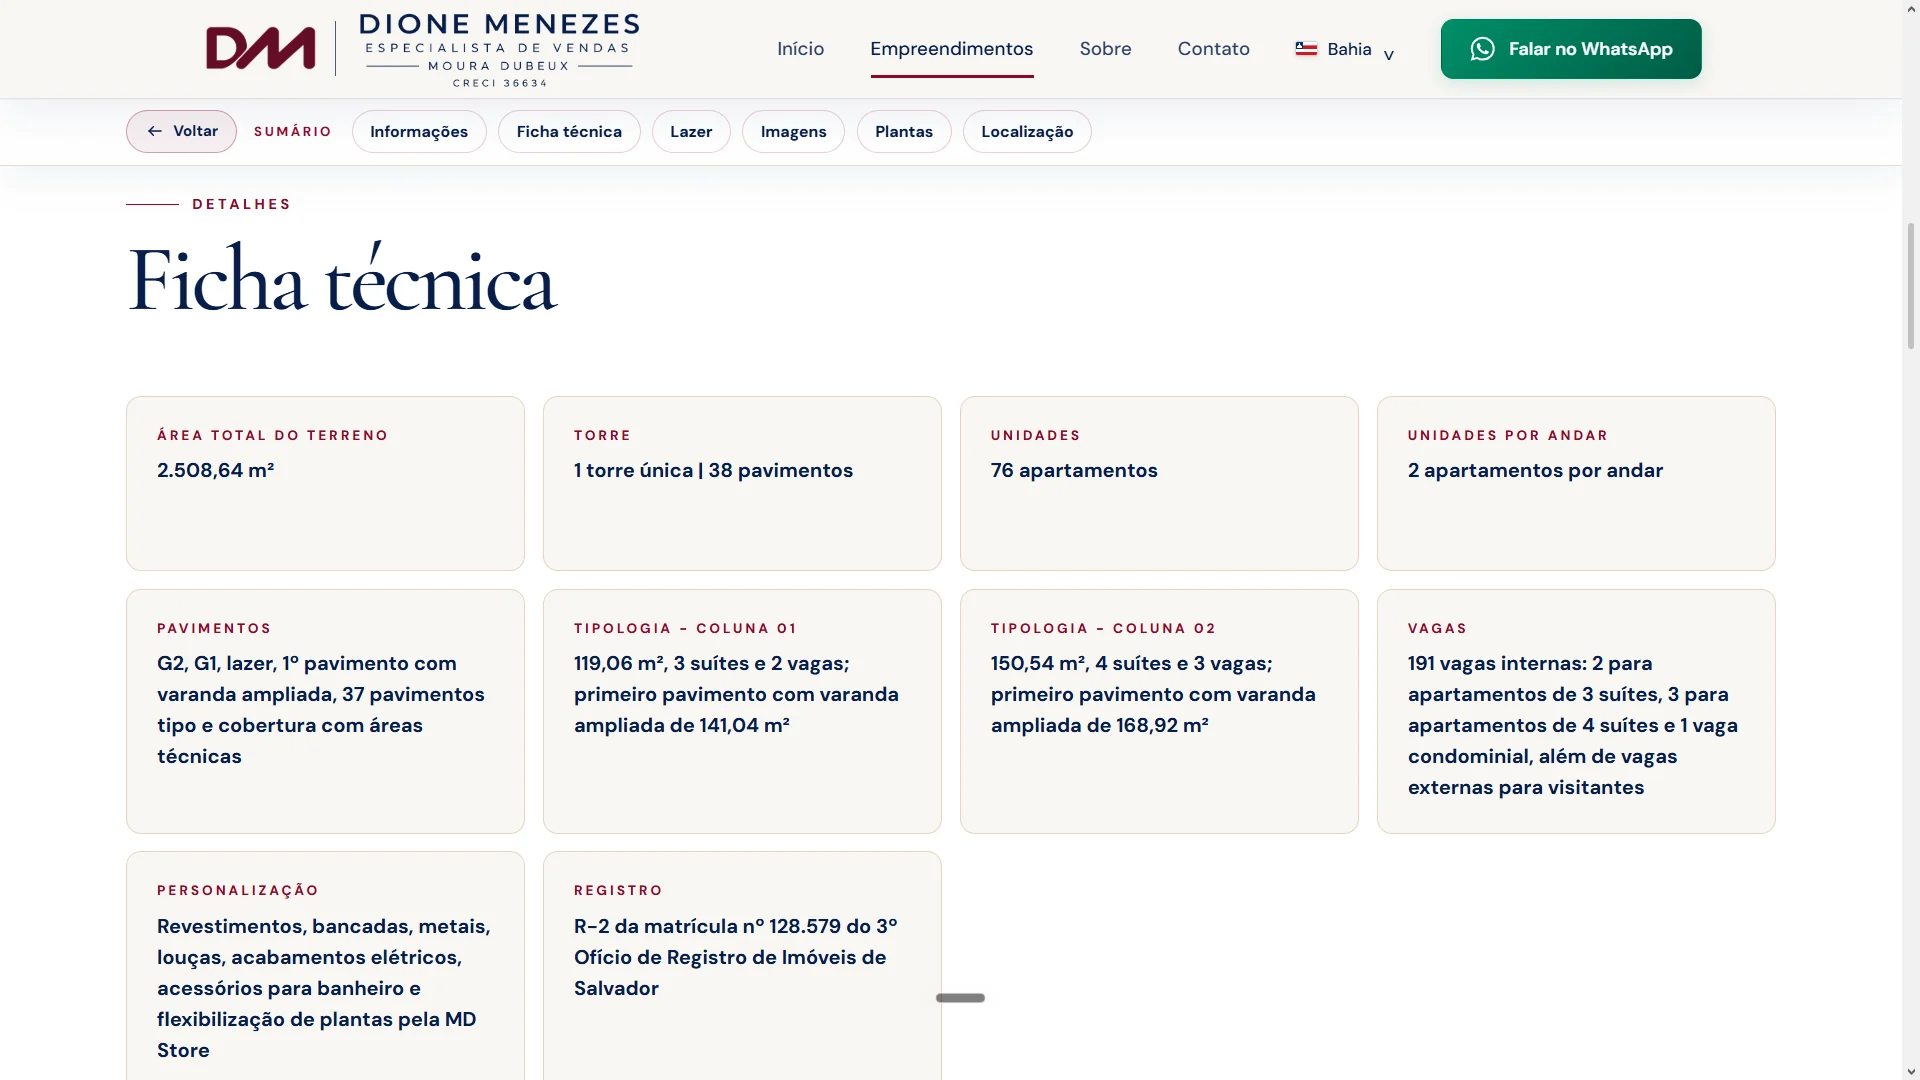 DM
DIONE MENEZES
ESPECIALISTA DE VENDAS
MOURA DUBEUX
CRECI 36634
Início
Empreendimentos
Sobre
Contato
Bahia v
Falar no WhatsApp
← Voltar
SUMÁRIO
Informações
Ficha técnica
Lazer
Imagens
Plantas
Localização
DETALHES
Ficha técnica
ÁREA TOTAL DO TERRENO
2.508,64 m²
TORRE
1 torre única | 38 pavimentos
UNIDADES
76 apartamentos
UNIDADES POR ANDAR
2 apartamentos por andar
PAVIMENTOS
G2, G1, lazer, 1º pavimento com
varanda ampliada, 37 pavimentos
tipo e cobertura com áreas
técnicas
TIPOLOGIA – COLUNA 01
119,06 m², 3 suítes e 2 vagas;
primeiro pavimento com varanda
ampliada de 141,04 m²
TIPOLOGIA – COLUNA 02
150,54 m², 4 suítes e 3 vagas;
primeiro pavimento com varanda
ampliada de 168,92 m²
VAGAS
191 vagas internas: 2 para
apartamentos de 3 suítes, 3 para
apartamentos de 4 suítes e 1 vaga
condominial, além de vagas
externas para visitantes
PERSONALIZAÇÃO
Revestimentos, bancadas, metais,
louças, acabamentos elétricos,
acessórios para banheiro e
flexibilização de plantas pela MD
Store
REGISTRO
R-2 da matrícula nº 128.579 do 3º
Ofício de Registro de Imóveis de
Salvador